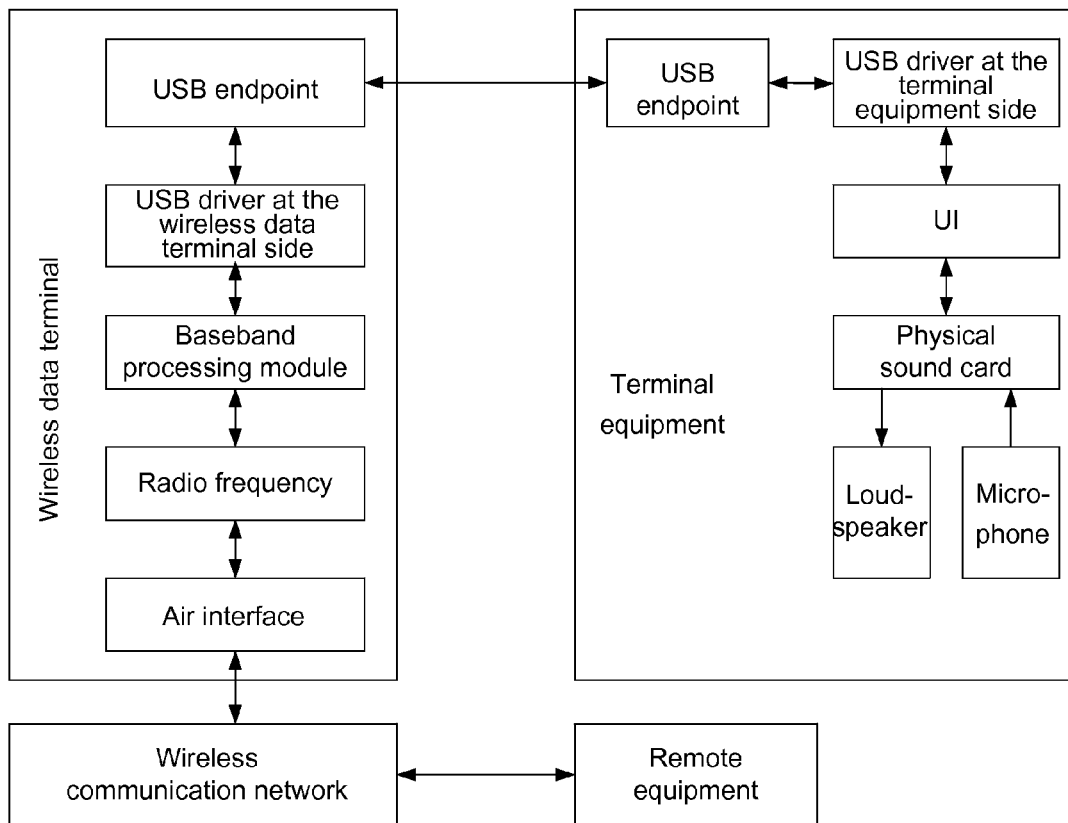 USB endpoint
USB driver at the
wireless data
terminal side
Baseband
processing module
Radio frequency
Air interface
Wireless data terminal
USB
endpoint
USB driver at the
terminal
equipment side
UI
Physical
sound card
Loud-
speaker
Micro-
phone
Terminal
equipment
Wireless
communication network
Remote
equipment